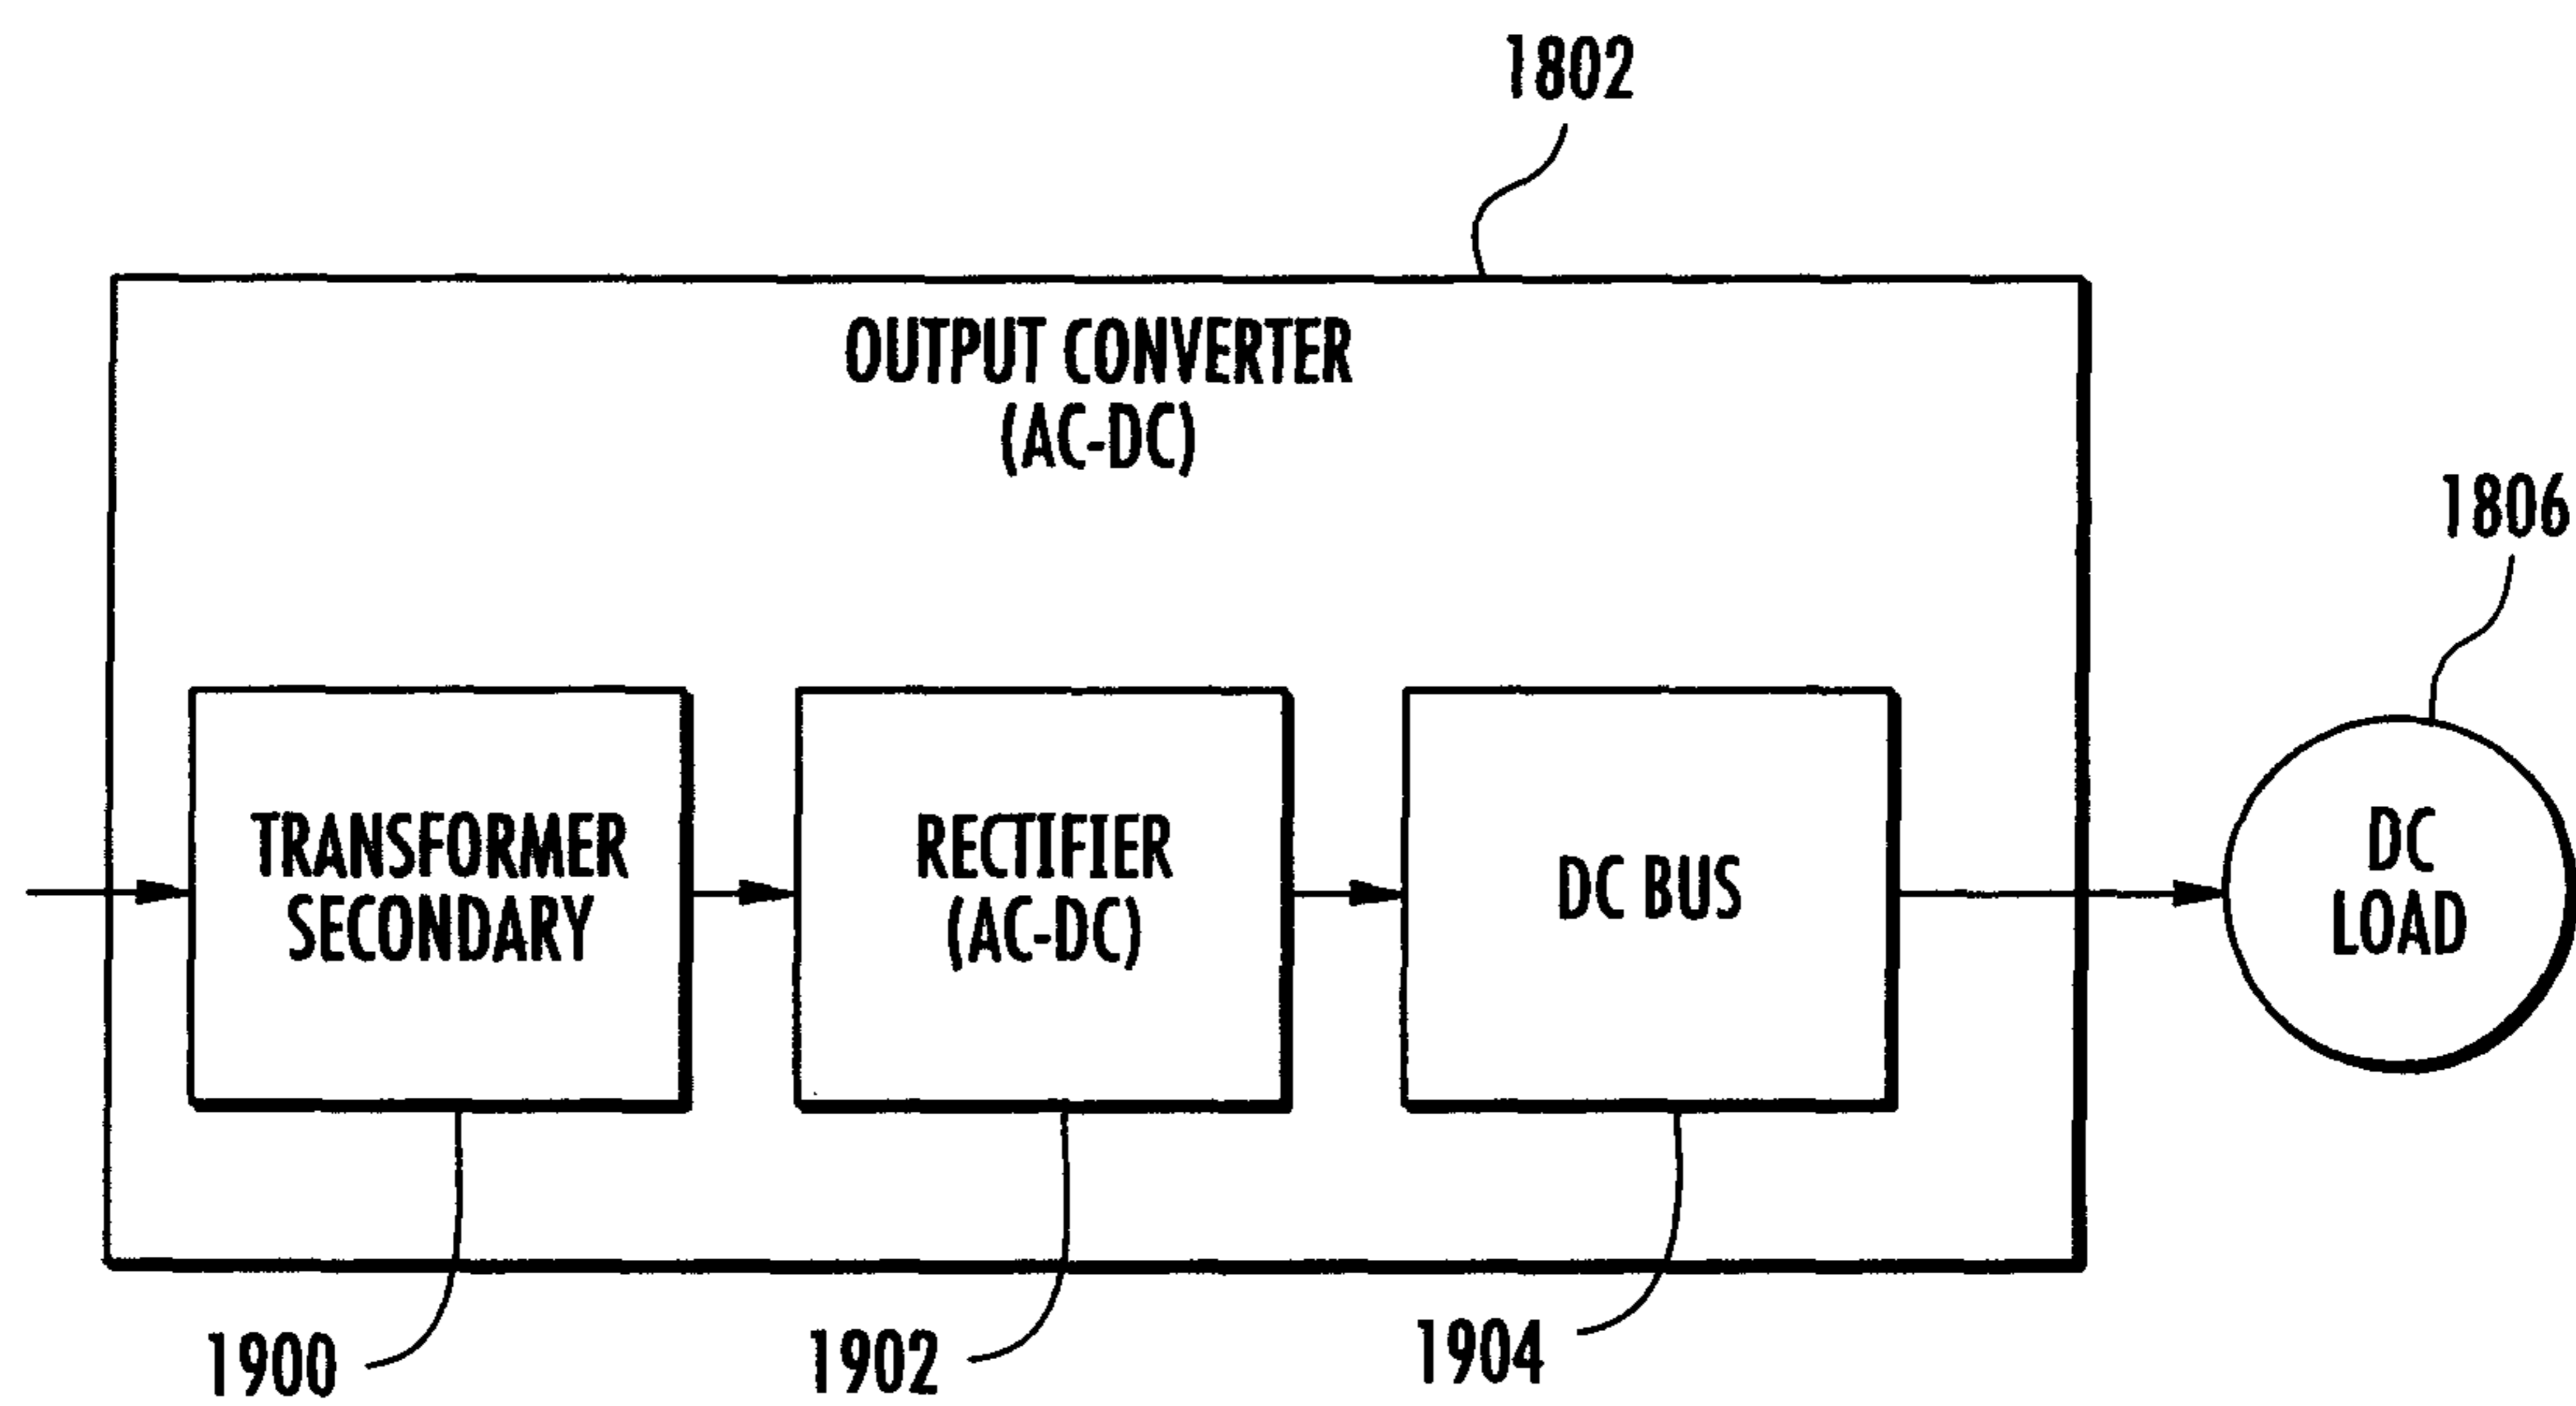 1802
OUTPUT CONVERTER
(AC-DC)
1806
TRANSFORMER
SECONDARY
RECTIFIER
(AC-DC)
DC BUS
DC
LOAD
1900
1902
1904